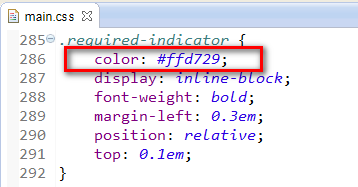 main.css
285 .required-indicator {
286 color: #ffd729;
287 display: inline-block;
288 font-weight: bold;
289 margin-left: 0.3em;
290 position: relative;
291 top: 0.1em;
292 }